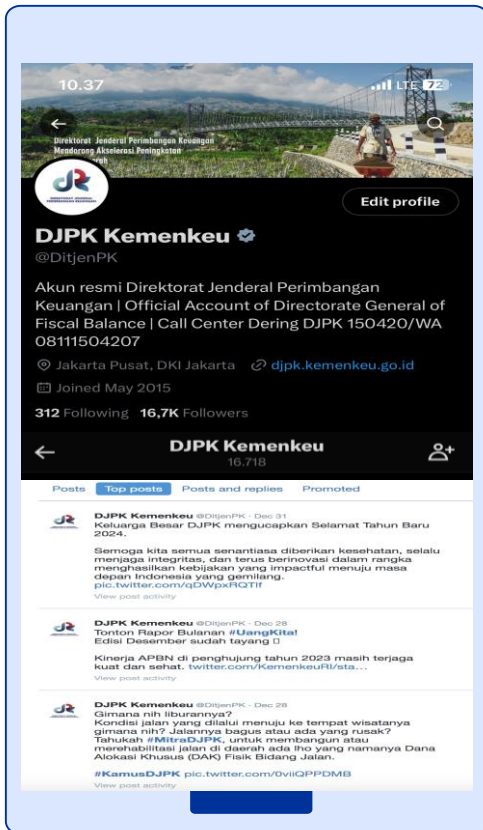 10.37
LTE 72
Direktorat Jenderal Perimbangan Keuangan
Mendorong Akselerasi Peningkatan
DIREKTORAT JENDERAL
PERIMBANGAN KEUANGAN
Edit profile
DJPK Kemenkeu
@DitjenPK
Akun resmi Direktorat Jenderal Perimbangan
Keuangan | Official Account of Directorate General of
Fiscal Balance | Call Center Dering DJPK 150420/WA
08111504207
Jakarta Pusat, DKI Jakarta djpk.kemenkeu.go.id
Joined May 2015
312 Following 16,7K Followers
DJPK Kemenkeu
16.718
Posts Top posts Posts and replies Promoted
DJPK Kemenkeu @DitjenPK · Dec 31
Keluarga Besar DJPK mengucapkan Selamat Tahun Baru
2024.
Semoga kita semua senantiasa diberikan kesehatan, selalu
menjaga integritas, dan terus berinovasi dalam rangka
menghasilkan kebijakan yang impactful menuju masa
depan Indonesia yang gemilang.
pic.twitter.com/qDWpxRQTlf
View post activity
DJPK Kemenkeu @DitjenPK · Dec 28
Tonton Rapor Bulanan #UangKita!
Edisi Desember sudah tayang
Kinerja APBN di penghujung tahun 2023 masih terjaga
kuat dan sehat. twitter.com/KemenkeuRI/sta…
View post activity
DJPK Kemenkeu @DitjenPK · Dec 28
Gimana nih liburannya?
Kondisi jalan yang dilalui menuju ke tempat wisatanya
gimana nih? Jalannya bagus atau ada yang rusak?
Tahukah #MitraDJPK, untuk membangun atau
merehabilitasi jalan di daerah ada lho yang namanya Dana
Alokasi Khusus (DAK) Fisik Bidang Jalan.
#KamusDJPK pic.twitter.com/0viiQPPDMB
View post activity